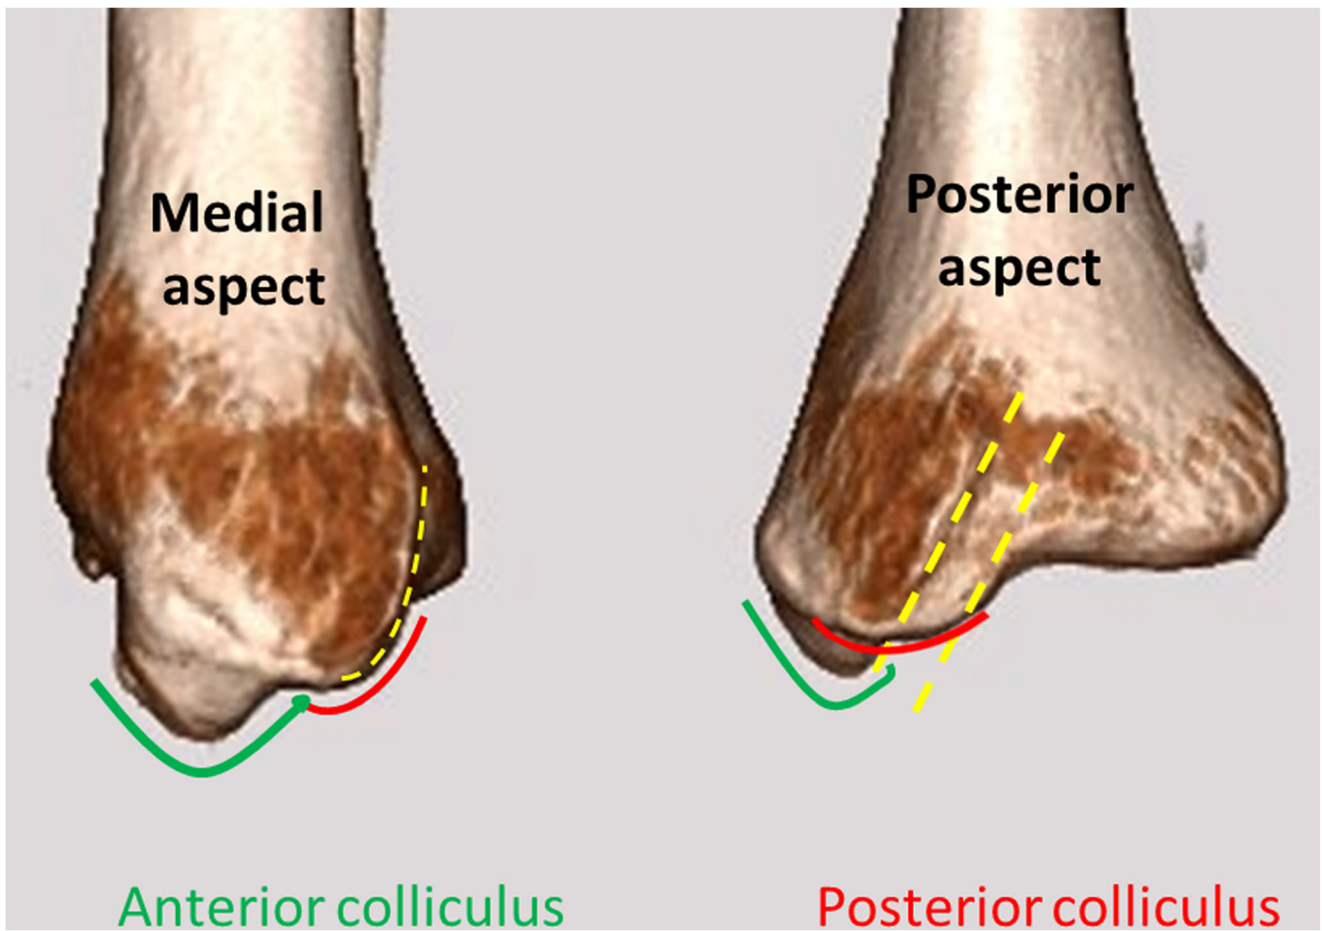 Medial
aspect
Posterior
aspect
Anterior colliculus
Posterior colliculus